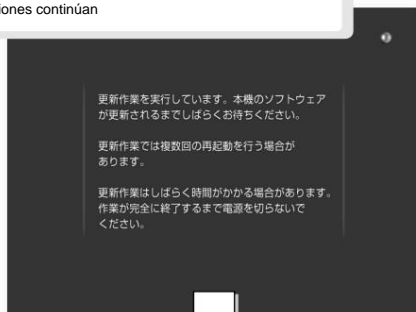 iones continúan
更新作業を実行しています。本機のソフトウェア
が更新されるまでしばらくお待ちください。
更新作業では複数回の再起動を行う場合が
あります。
更新作業はしばらく時間がかかる場合があります。
作業が完全に終了するまで電源を切らないで
ください。